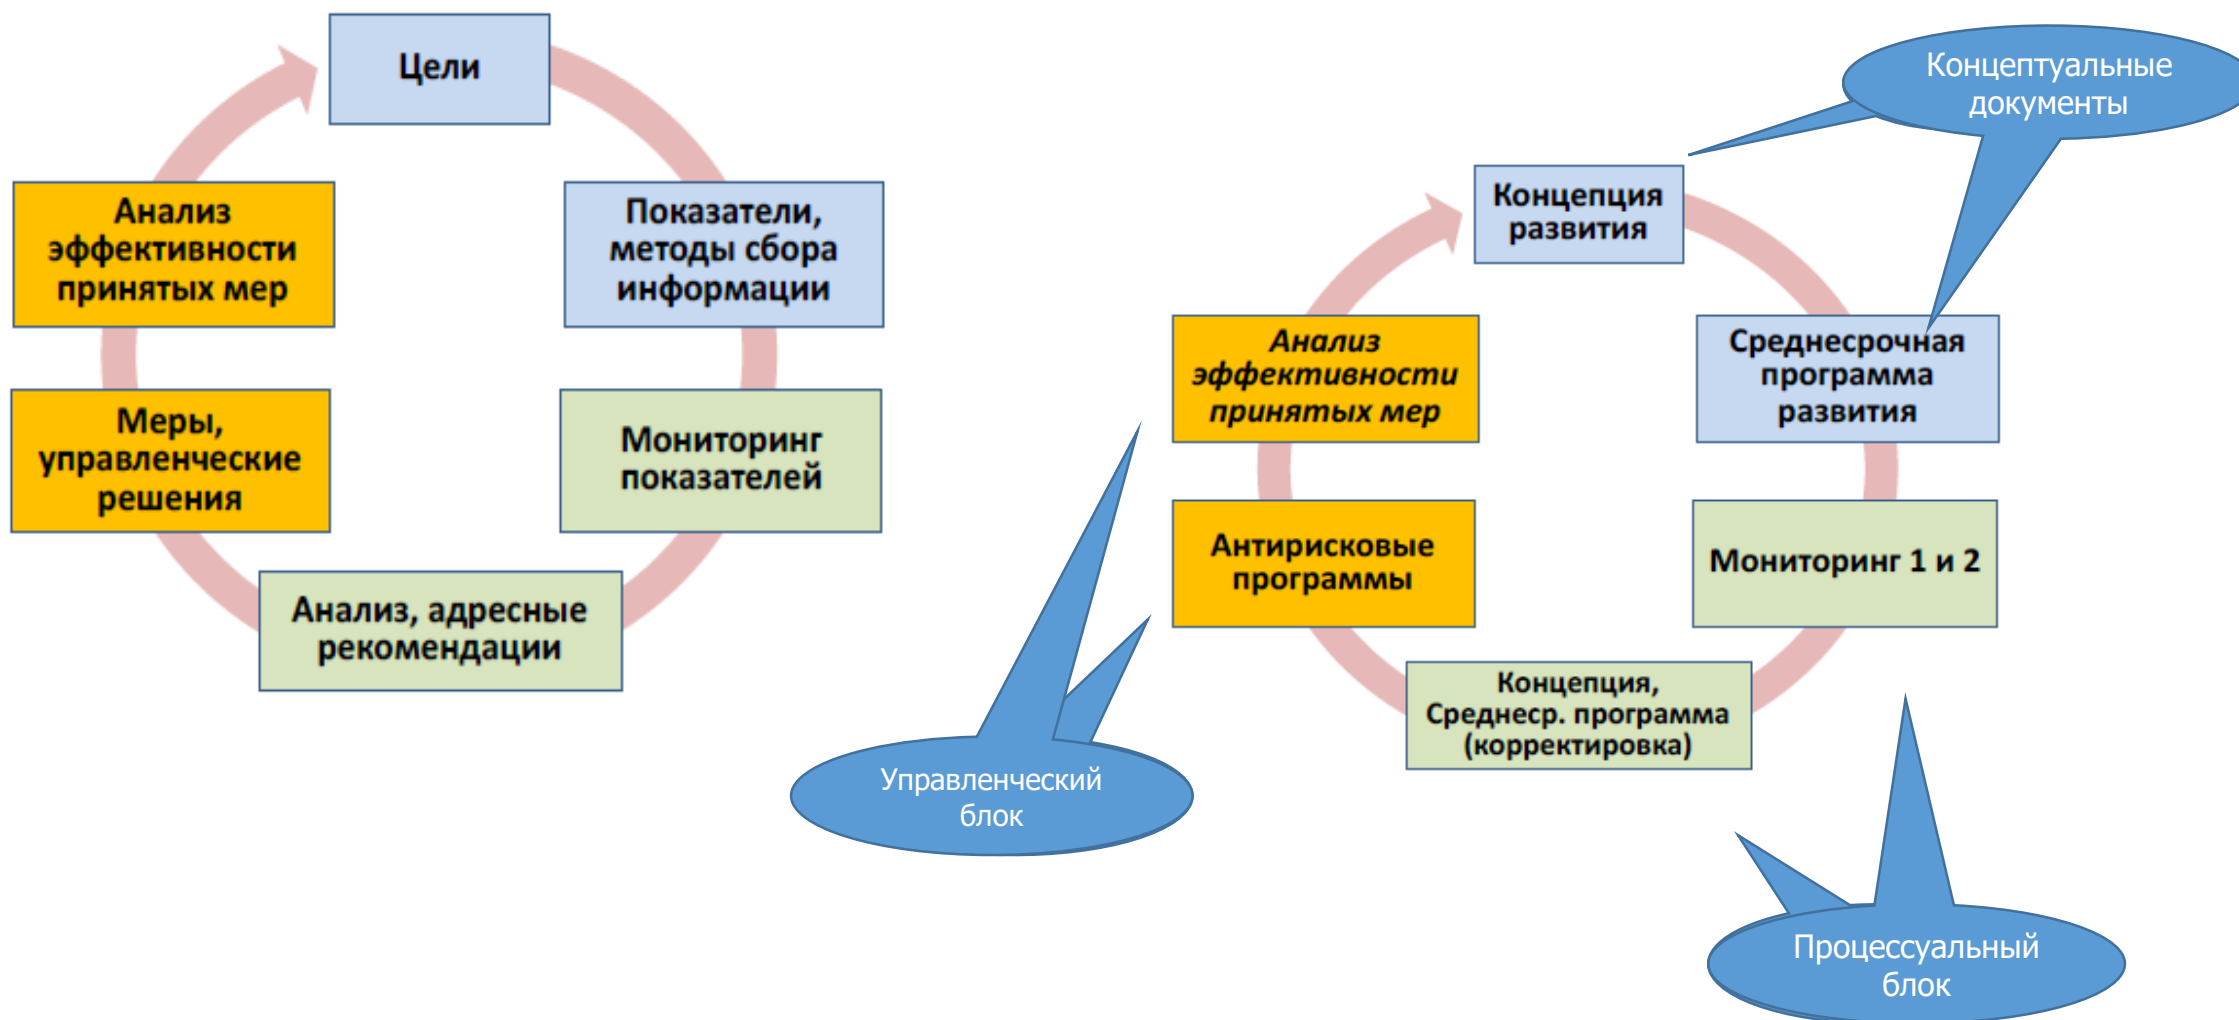 Цели
Показатели,
методы сбора
информации
Мониторинг
показателей
Анализ, адресные
рекомендации
Меры,
управленческие
решения
Анализ
эффективности
принятых мер
Концептуальные
документы
Концепция
развития
Среднесрочная
программа
развития
Мониторинг 1 и 2
Концепция,
Среднеср. программа
(корректировка)
Антирисковые
программы
Анализ
эффективности
принятых мер
Управленческий
блок
Процессуальный
блок